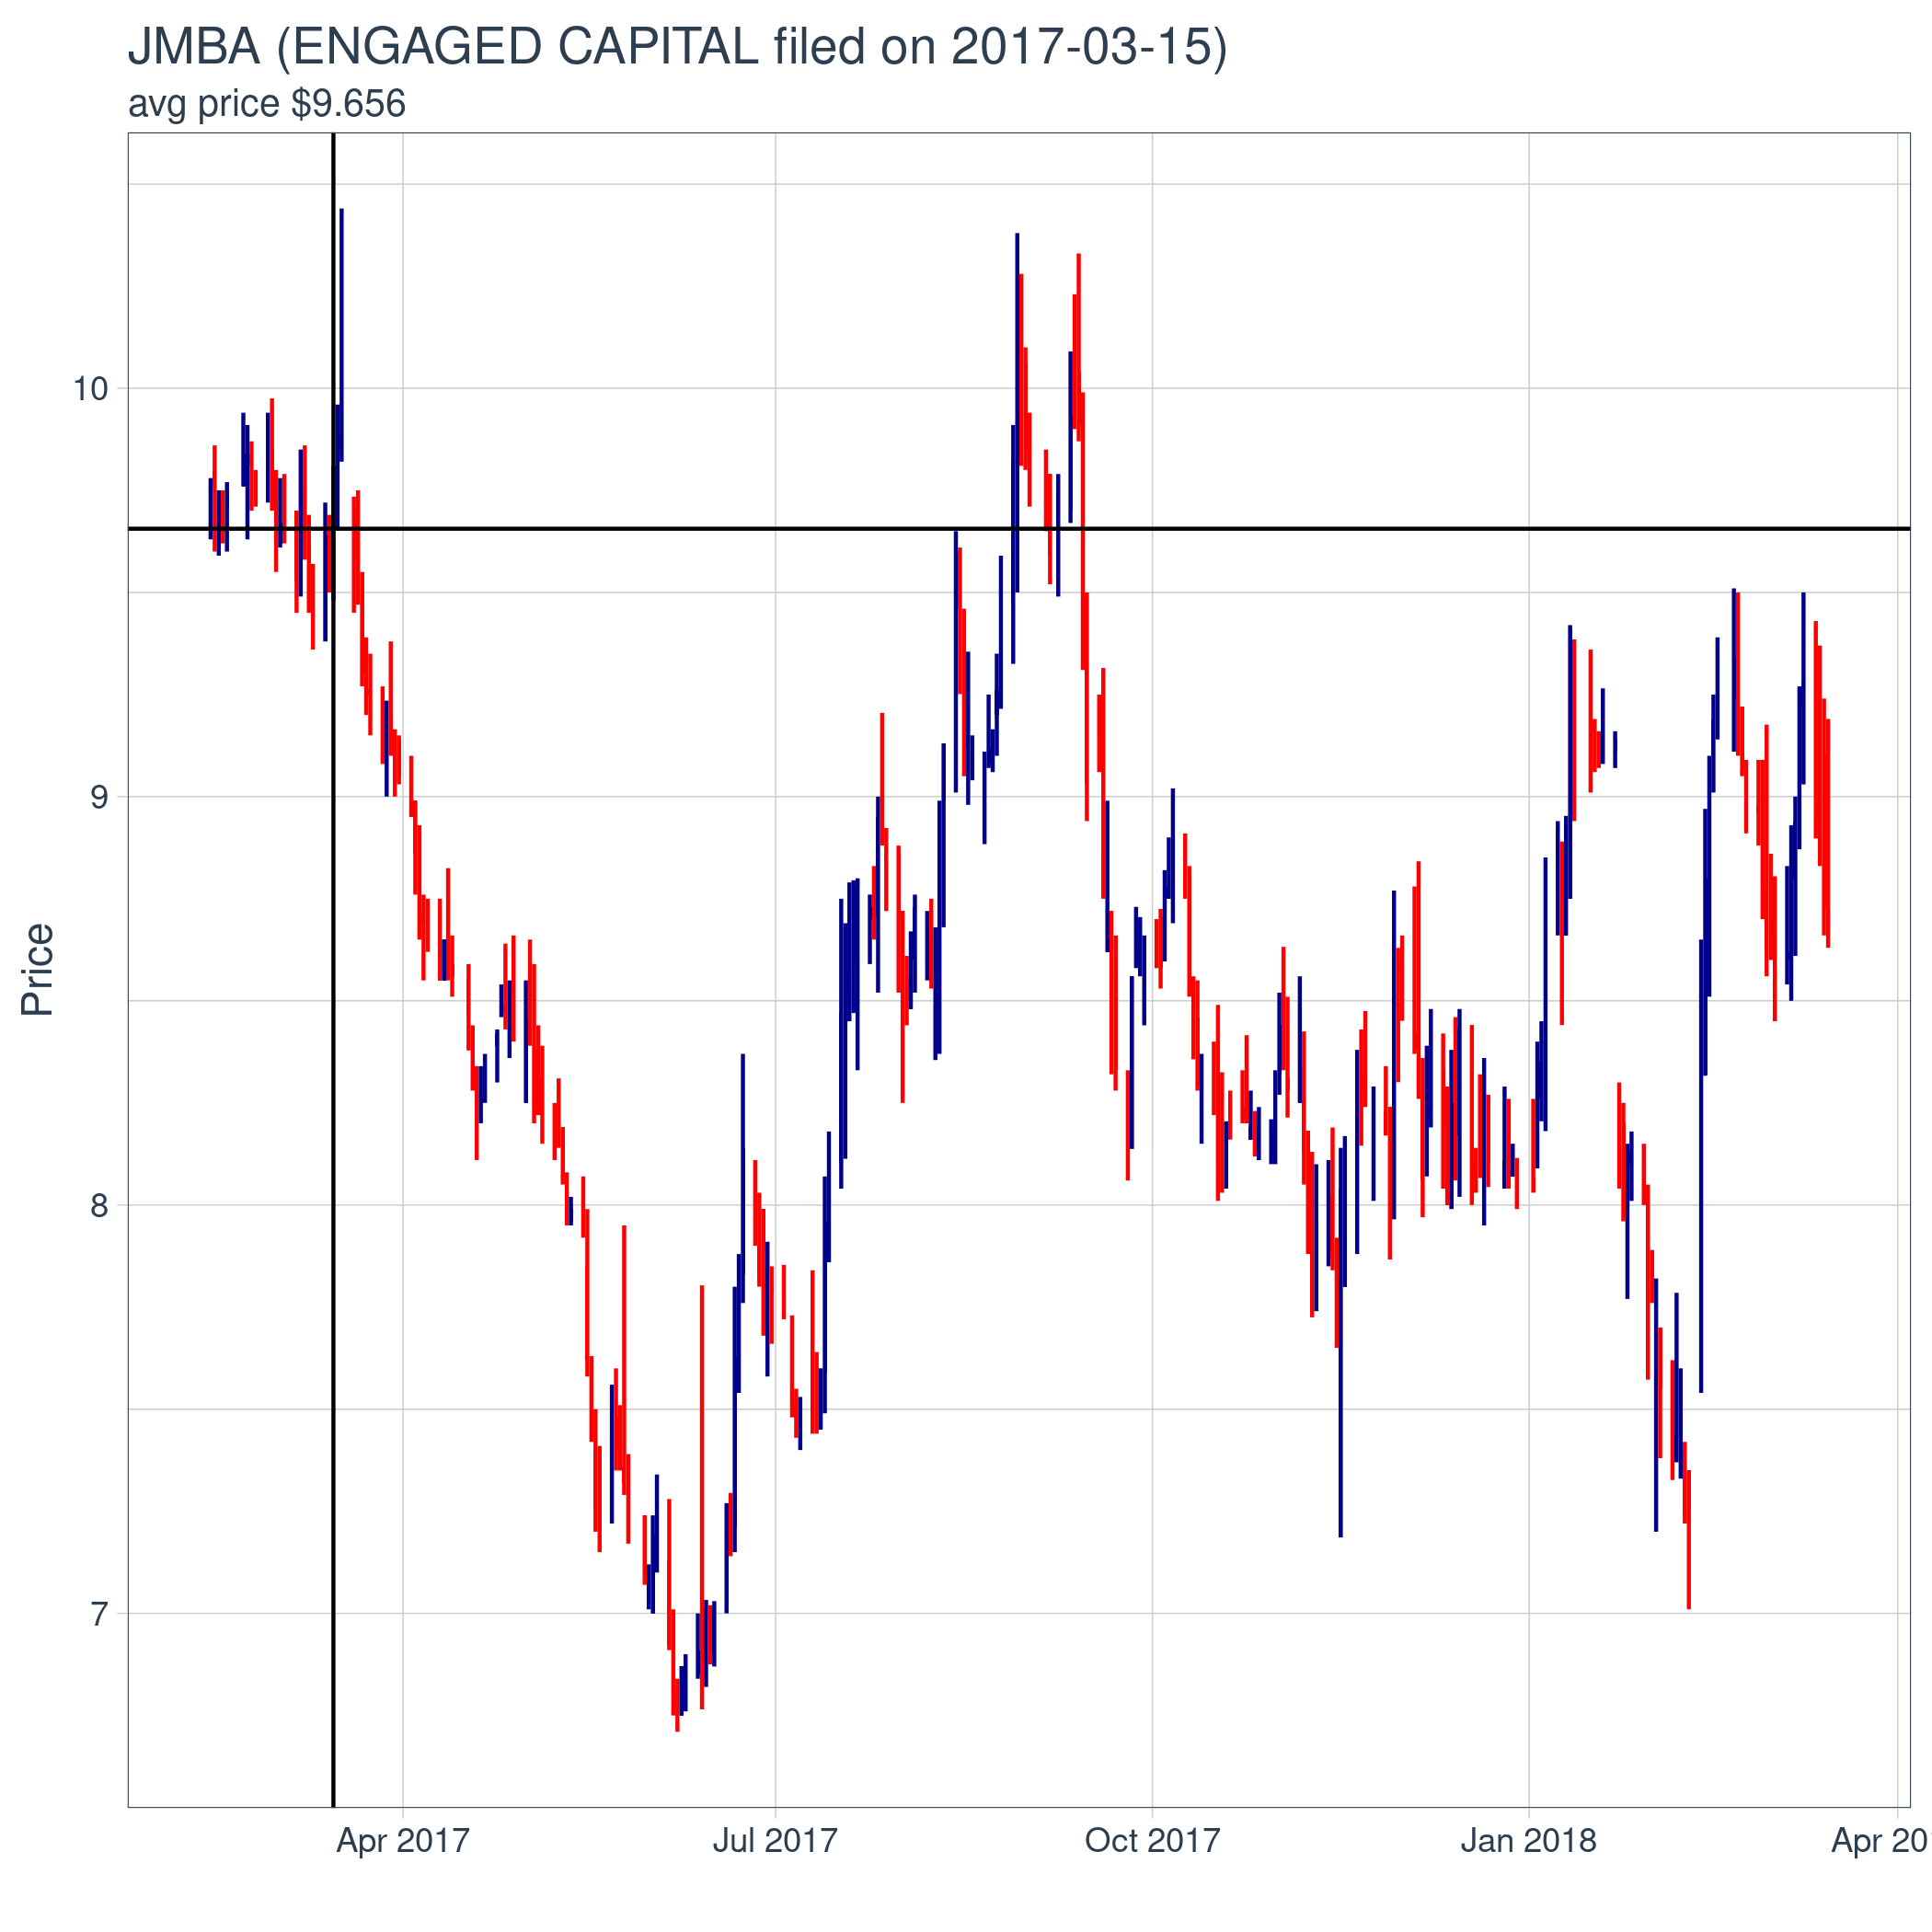 JMBA (ENGAGED CAPITAL filed on 2017-03-15)
avg price $9.656
10
9
8
7
Price
Apr 2017
Jul 2017
Oct 2017
Jan 2018
Apr 20